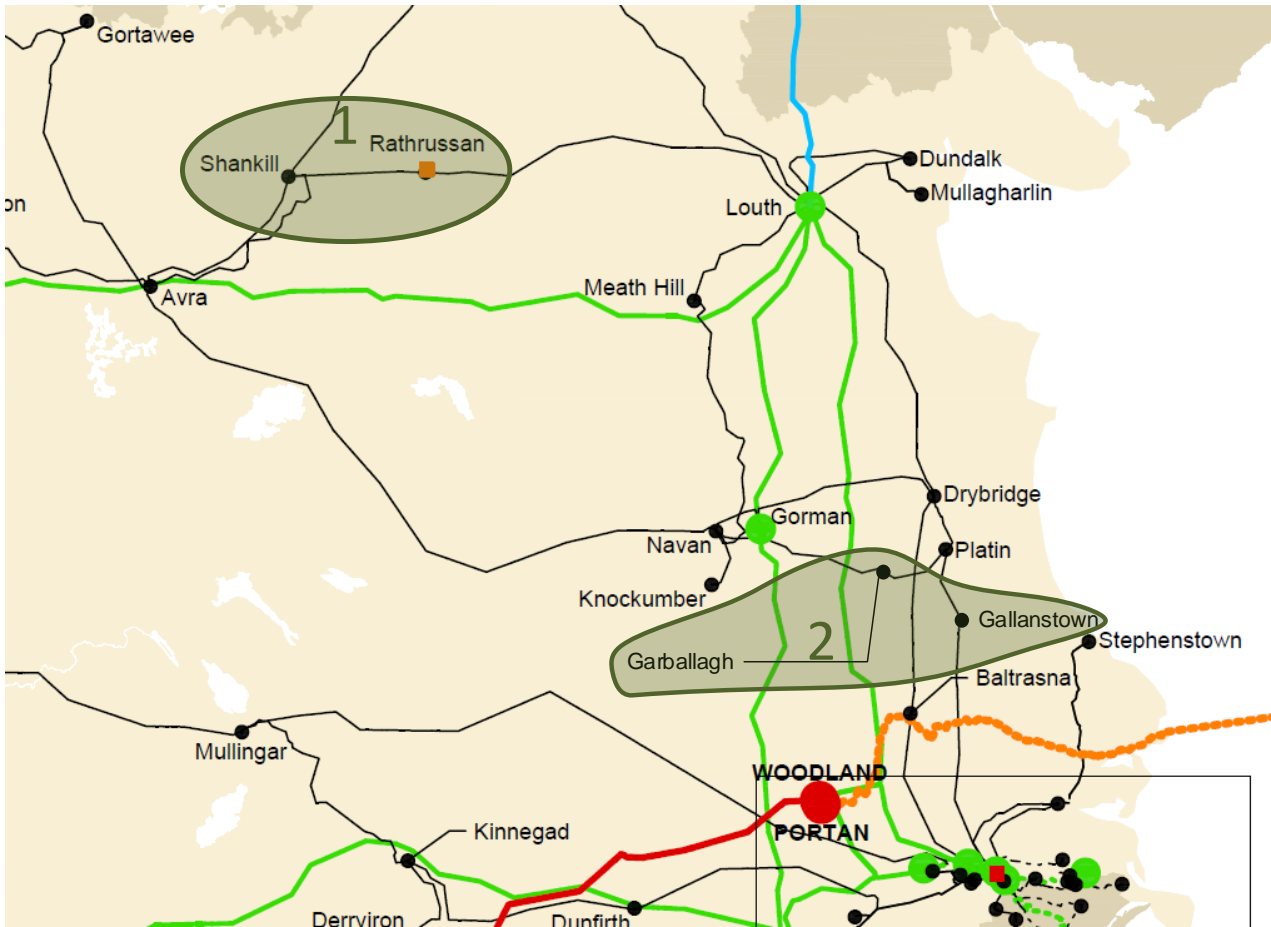 Gortawee
1
Rathrussan
Shankill
Dundalk
Mullagharlin
on
Louth
Meath Hill
Avra
Drybridge
Gorman
Navan
Platin
Knockumber
Gallanstown
2
Garballagh
Stephenstown
Baltrasna
Mullingar
WOODLAND
PORTAN
Kinnegad
Derryiron
Dunfirth